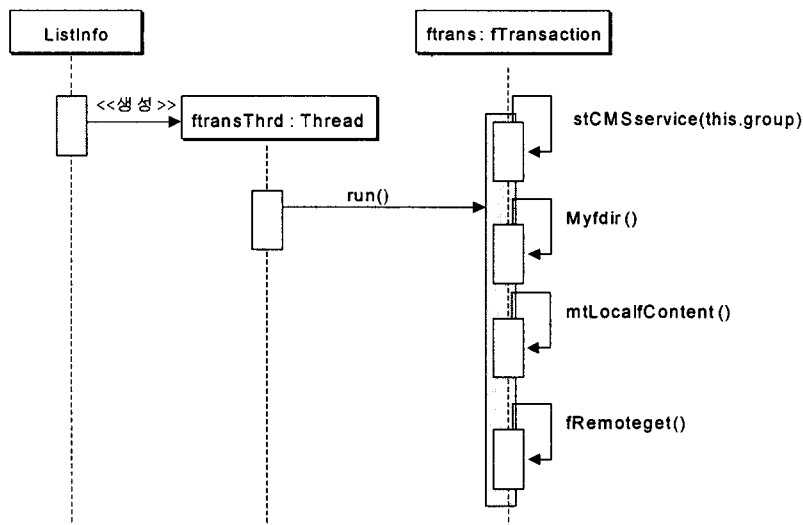 ListInfo
ftrans : fTransaction
<<생성>>
ftransThrd : Thread
stCMSservice(this.group)
run()
Myfdir()
mtLocalfContent()
fRemoteget()